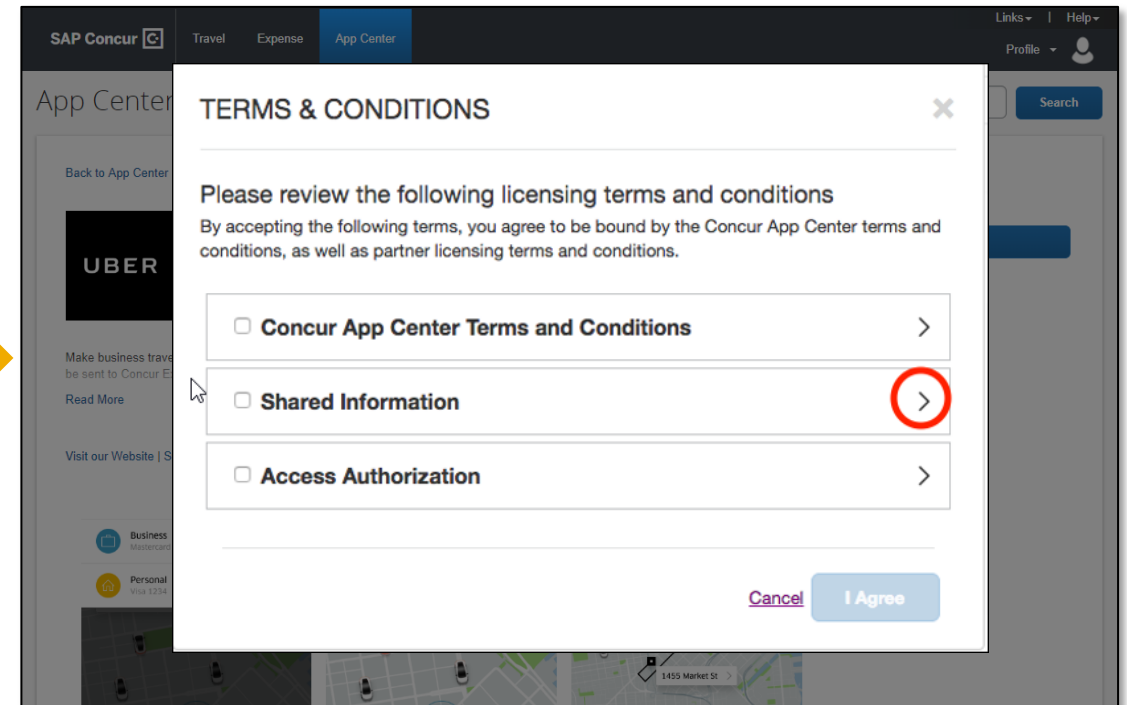 Links | Help
SAP Concur C Travel Expense App Center
Profile
App Center
Search
TERMS & CONDITIONS
Back to App Center
Please review the following licensing terms and conditions
By accepting the following terms, you agree to be bound by the Concur App Center terms and
conditions, as well as partner licensing terms and conditions.
UBER
Concur App Center Terms and Conditions
Make business trave
be sent to Concur E
Read More
Shared Information
Visit our Website | S
Access Authorization
Business
Mastercard
Personal
Visa 1234
Cancel I Agree
1455 Market St